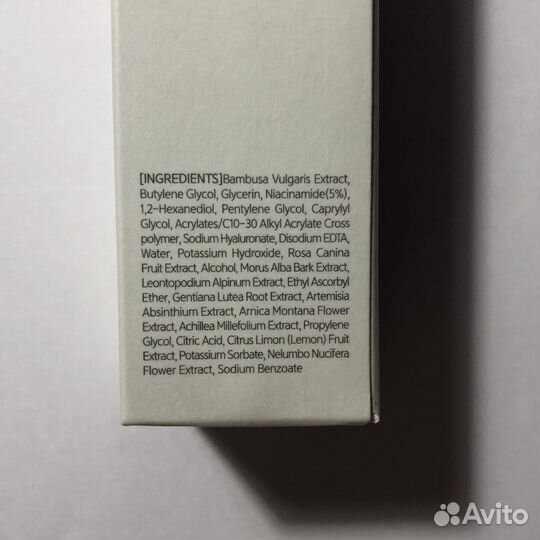 [INGREDIENTS]Bambusa Vulgaris Extract,
Butylene Glycol, Glycerin, Niacinamide(5%),
1,2-Hexanediol, Pentylene Glycol, Caprylyl
Glycol, Acrylates/C10-30 Alkyl Acrylate Cross
polymer, Sodium Hyaluronate, Disodium EDTA,
Water, Potassium Hydroxide, Rosa Canina
Fruit Extract, Alcohol, Morus Alba Bark Extract,
Leontopodium Alpinum Extract, Ethyl Ascorbyl
Ether, Gentiana Lutea Root Extract, Artemisia
Absinthium Extract, Arnica Montana Flower
Extract, Achillea Millefolium Extract, Propylene
Glycol, Citric Acid, Citrus Limon (Lemon) Fruit
Extract, Potassium Sorbate, Nelumbo Nucifera
Flower Extract, Sodium Benzoate
Avito